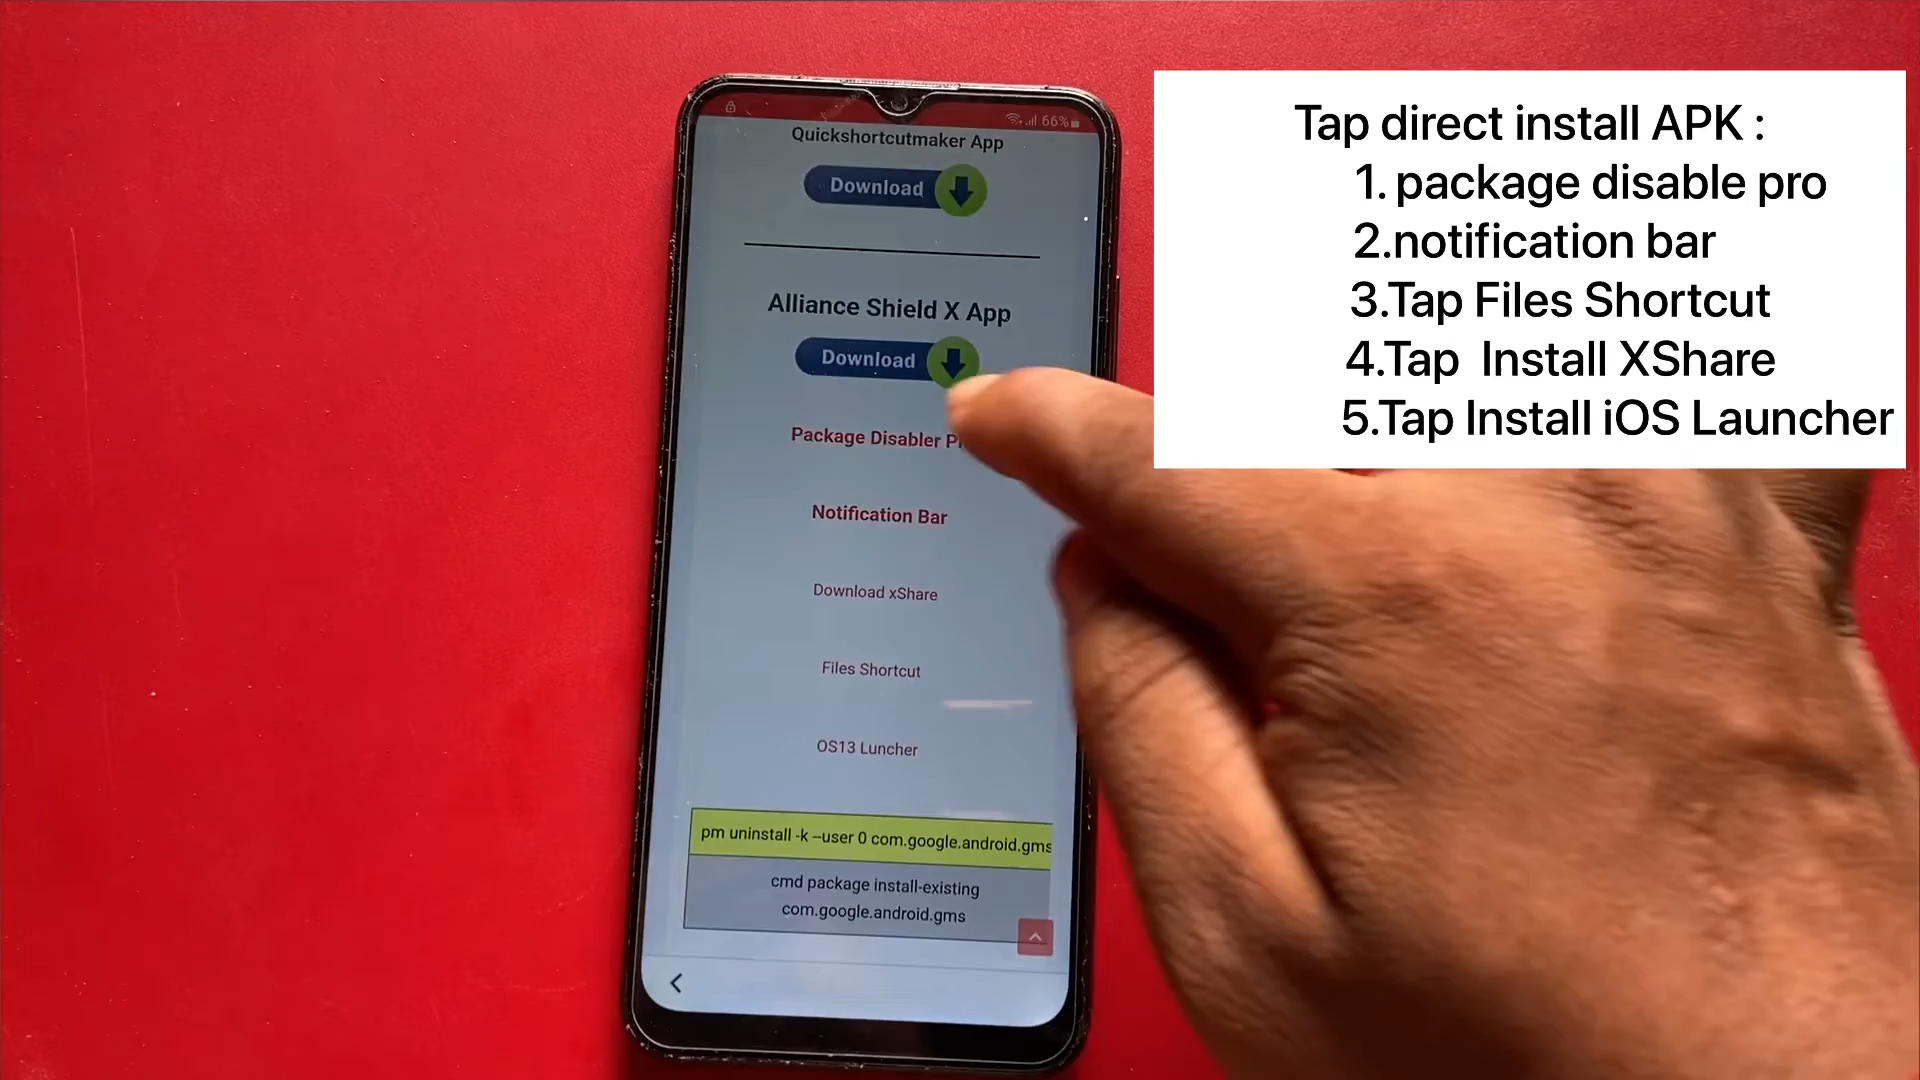 66%
Quickshortcutmaker App
Download
Alliance Shield X App
Download
Package Disabler
Notification Bar
Download xShare
Files Shortcut
OS13 Luncher
pm uninstall -k --user 0 com.google.android.gms
cmd package install-existing
com.google.android.gms
Tap direct install APK :
1. package disable pro
2.notification bar
3.Tap Files Shortcut
4.Tap Install XShare
5.Tap Install iOS Launcher